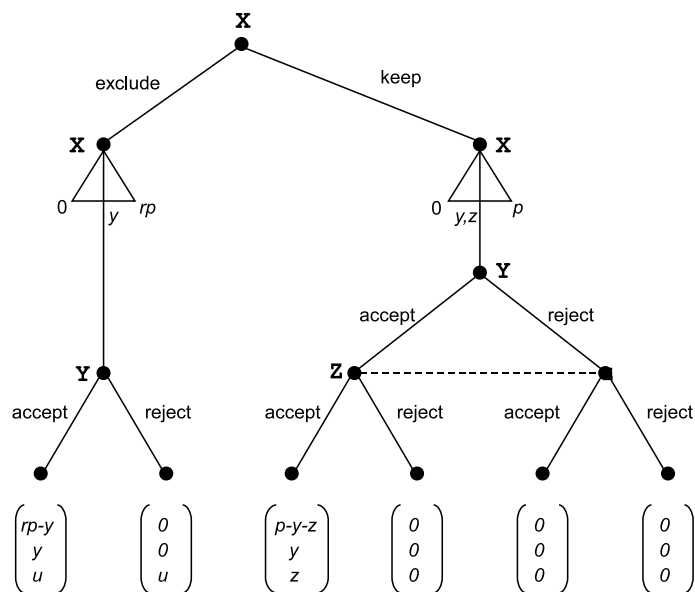 X
exclude
keep
X
X
0 y rp
0 y,z p
Y
accept
reject
Y
Z
accept
reject
accept
reject
accept
reject
rp-y 0 p-y-z 0 0 0
y 0 y 0 0 0
u u z 0 0 0